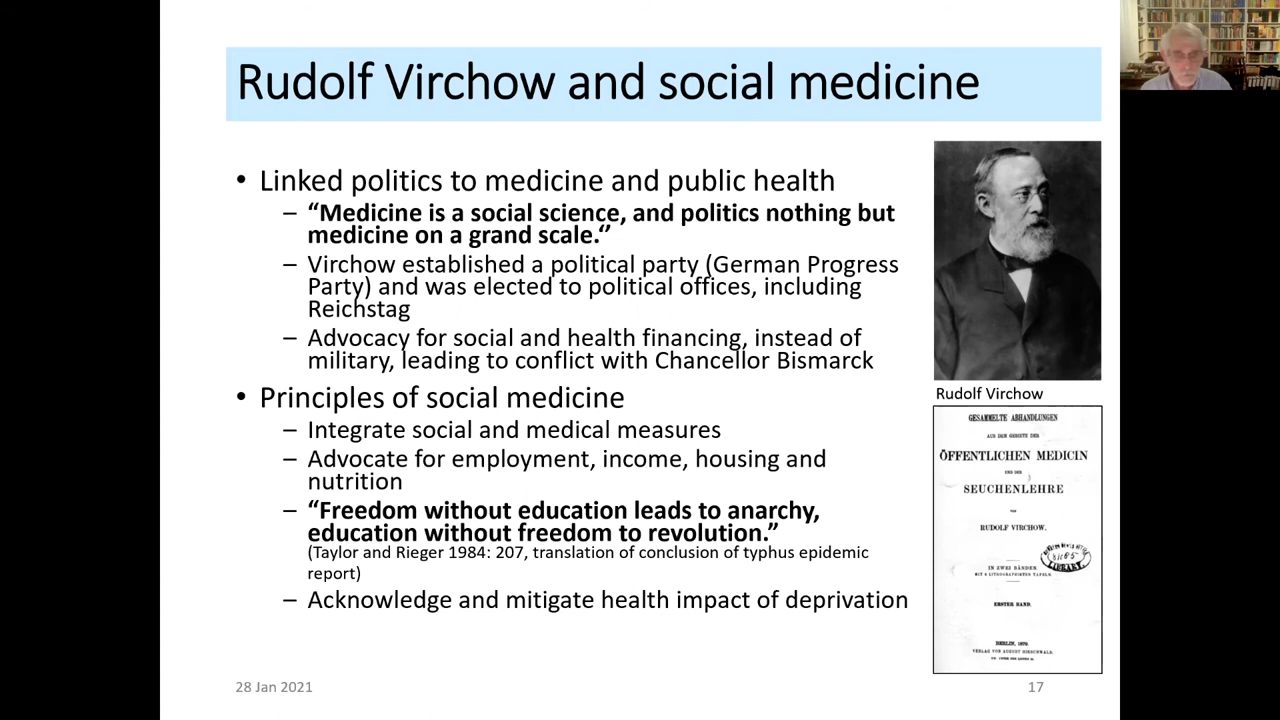 Rudolf Virchow and social medicine
• Linked politics to medicine and public health
– “Medicine is a social science, and politics nothing but
medicine on a grand scale.”
– Virchow established a political party (German Progress
Party) and was elected to political offices, including
Reichstag
– Advocacy for social and health financing, instead of
military, leading to conflict with Chancellor Bismarck
• Principles of social medicine
– Integrate social and medical measures
– Advocate for employment, income, housing and
nutrition
– “Freedom without education leads to anarchy,
education without freedom to revolution.”
(Taylor and Rieger 1984: 207, translation of conclusion of typhus epidemic
report)
– Acknowledge and mitigate health impact of deprivation
Rudolf Virchow
GESAMMELTE ABHANDLUNGEN
AUS DEM GEBIETE DER
ÖFFENTLICHEN MEDICIN
UND DER
SEUCHENLEHRE
VON
RUDOLF VIRCHOW.
IN ZWEI BÄNDEN.
MIT 4 LITHOGRAPHIRTEN TAFELN.
LIBRARY
ERSTER BAND.
BERLIN, 1879.
VERLAG VON AUGUST HIRSCHWALD.
28 Jan 2021
17